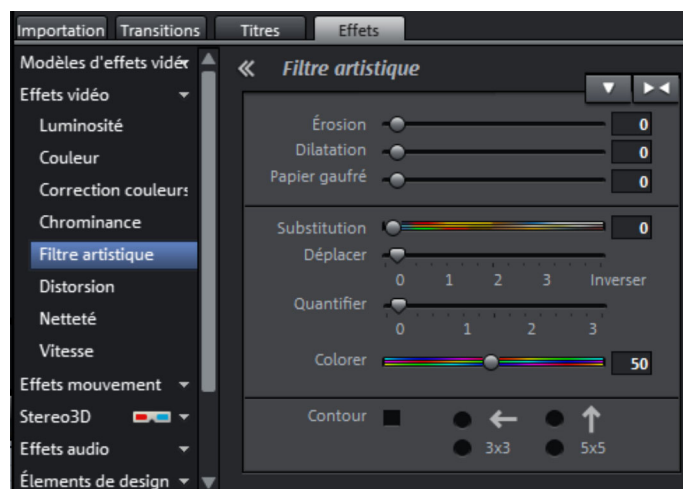 Importation Transitions Titres Effets
Modèles d'effets vidér
Effets vidéo
Luminosité
Couleur
Correction couleurs
Chrominance
Filtre artistique
Distorsion
Netteté
Vitesse
Effets mouvement
Stereo3D
Effets audio
Élements de design
Filtre artistique
Érosion 0
Dilatation 0
Papier gaufré 0
Substitution 0
Déplacer
0 1 2 3 Inverser
Quantifier
0 1 2 3
Colorer 50
Contour
3x3 5x5